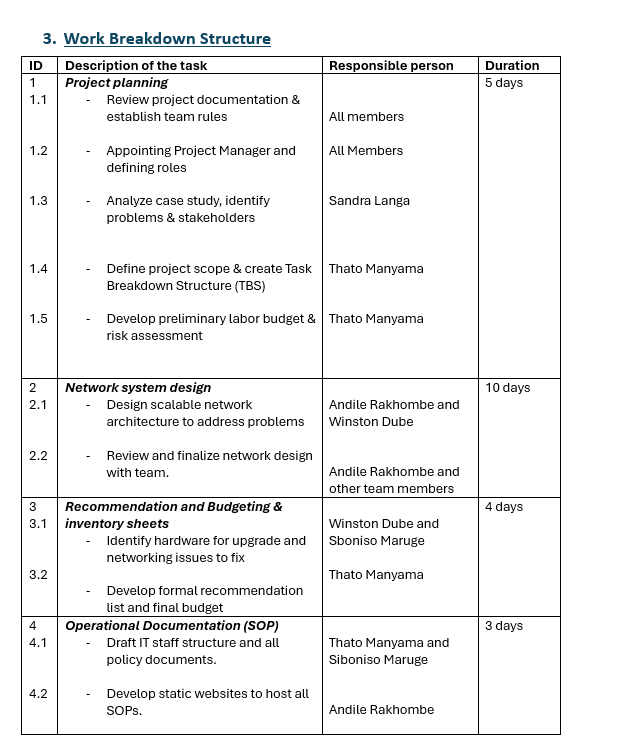 3. Work Breakdown Structure
ID Description of the task Responsible person Duration
1 Project planning 5 days
1.1 - Review project documentation &
establish team rules All members
1.2 - Appointing Project Manager and All Members
defining roles
1.3 - Analyze case study, identify Sandra Langa
problems & stakeholders
1.4 - Define project scope & create Task Thato Manyama
Breakdown Structure (TBS)
1.5 - Develop preliminary labor budget & Thato Manyama
risk assessment
2 Network system design 10 days
2.1 - Design scalable network Andile Rakhombe and
architecture to address problems Winston Dube
2.2 - Review and finalize network design
with team. Andile Rakhombe and
other team members
3 Recommendation and Budgeting & 4 days
3.1 inventory sheets Winston Dube and
- Identify hardware for upgrade and Sboniso Maruge
networking issues to fix
3.2 Thato Manyama
- Develop formal recommendation
list and final budget
4 Operational Documentation (SOP) 3 days
4.1 - Draft IT staff structure and all Thato Manyama and
policy documents. Siboniso Maruge
4.2 - Develop static websites to host all
SOPs. Andile Rakhombe